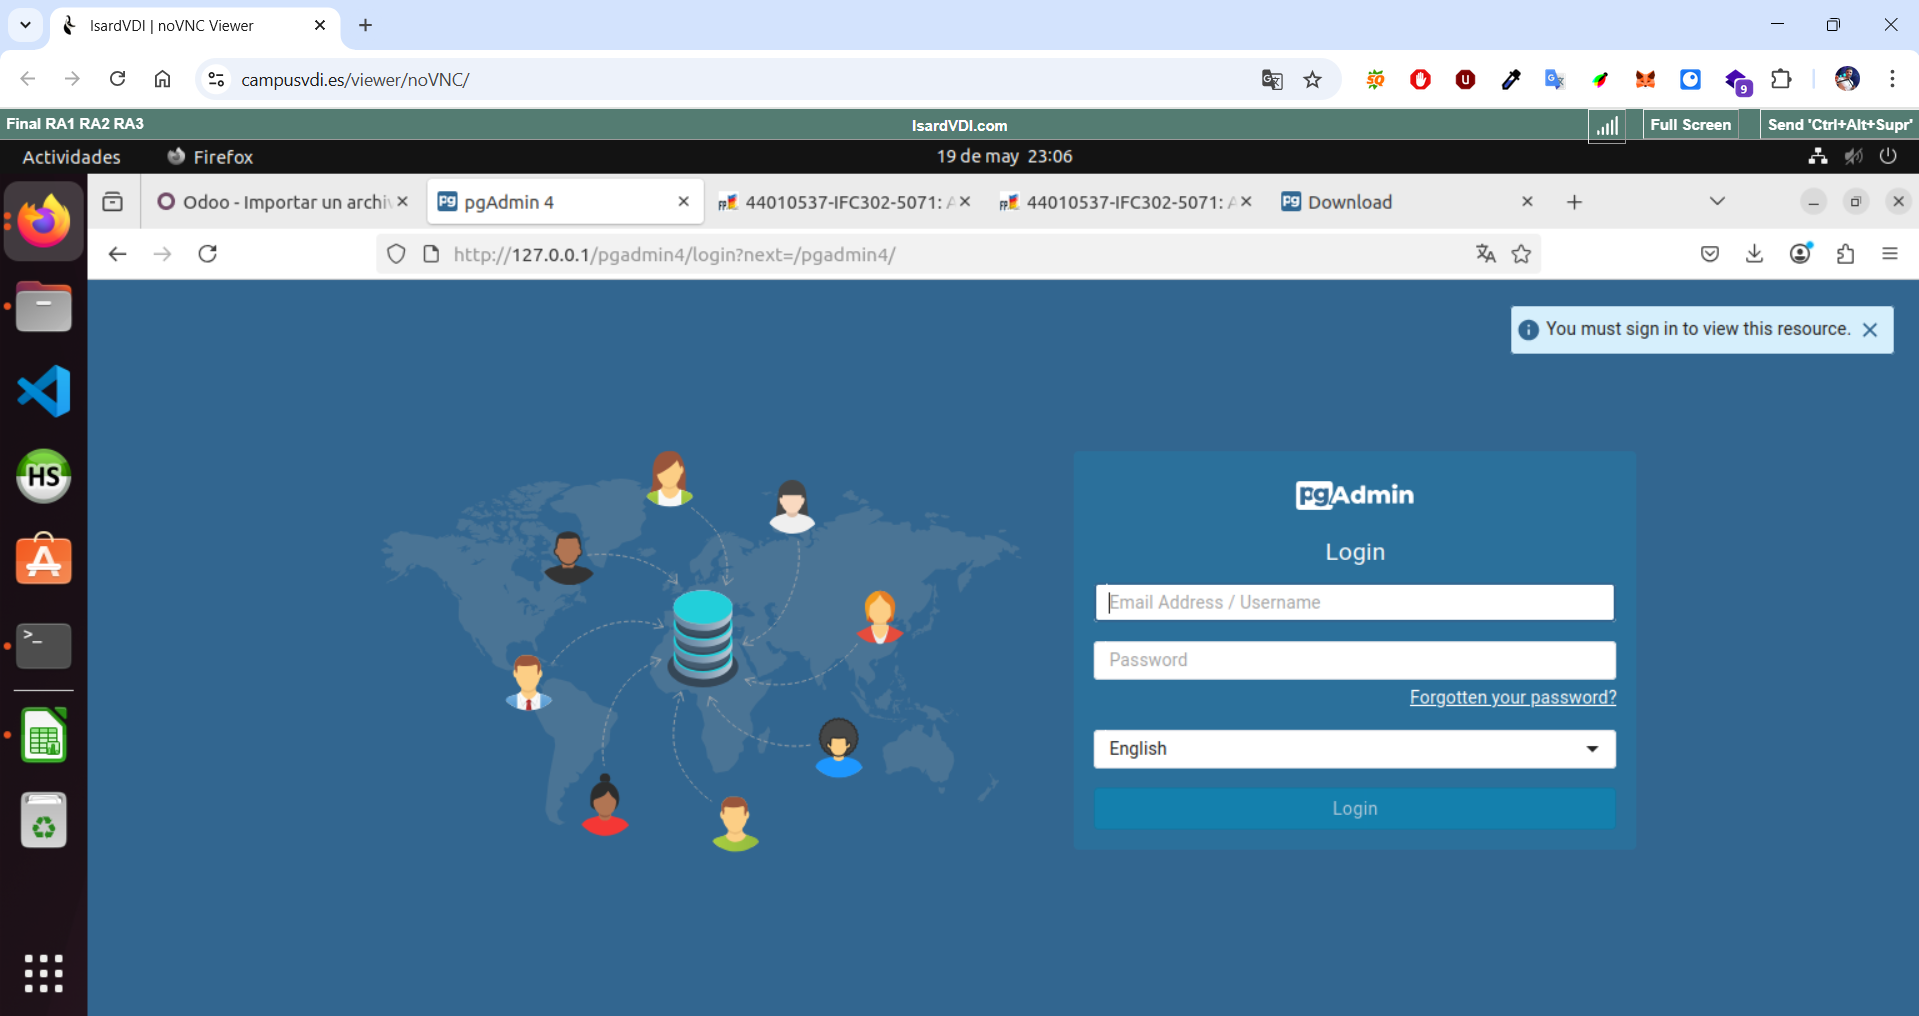 IsardVDI | noVNC Viewer
campusvdi.es/viewer/noVNC/
9
Final RA1 RA2 RA3
IsardVDI.com
Full Screen
Send 'Ctrl+Alt+Supr'
Actividades
Firefox
19 de may 23:06
Odoo - Importar un archiv
pgAdmin 4
44010537-IFC302-5071: A
44010537-IFC302-5071: A
Download
http://127.0.0.1/pgadmin4/login?next=/pgadmin4/
You must sign in to view this resource.
HS
pgAdmin
Login
Email Address / Username
Password
Forgotten your password?
English
Login